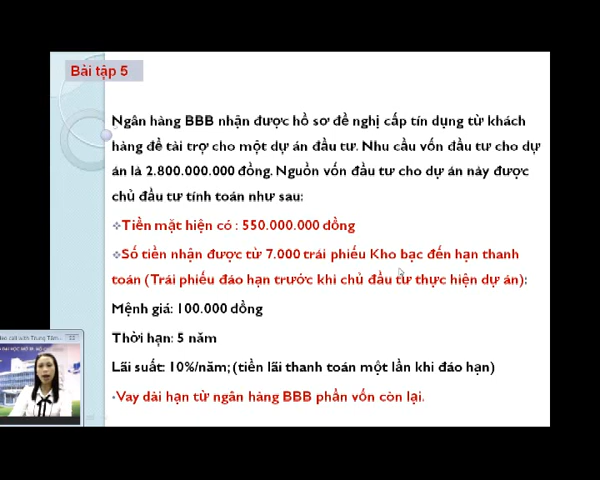 Bài tập 5
Ngân hàng BBB nhận được hồ sơ đề nghị cấp tín dụng từ khách
hàng để tài trợ cho một dự án đầu tư. Nhu cầu vốn đầu tư cho dự
án là 2.800.000.000 đồng. Nguồn vốn đầu tư cho dự án này được
chủ đầu tư tính toán như sau:
❖Tiền mặt hiện có : 550.000.000 đồng
❖Số tiền nhận được từ 7.000 trái phiếu Kho bạc đến hạn thanh
toán (Trái phiếu đáo hạn trước khi chủ đầu tư thực hiện dự án):
Mệnh giá: 100.000 đồng
Thời hạn: 5 năm
Lãi suất: 10%/năm; (tiền lãi thanh toán một lần khi đáo hạn)
Vay dài hạn từ ngân hàng BBB phần vốn còn lại.
call with Trung Tâm